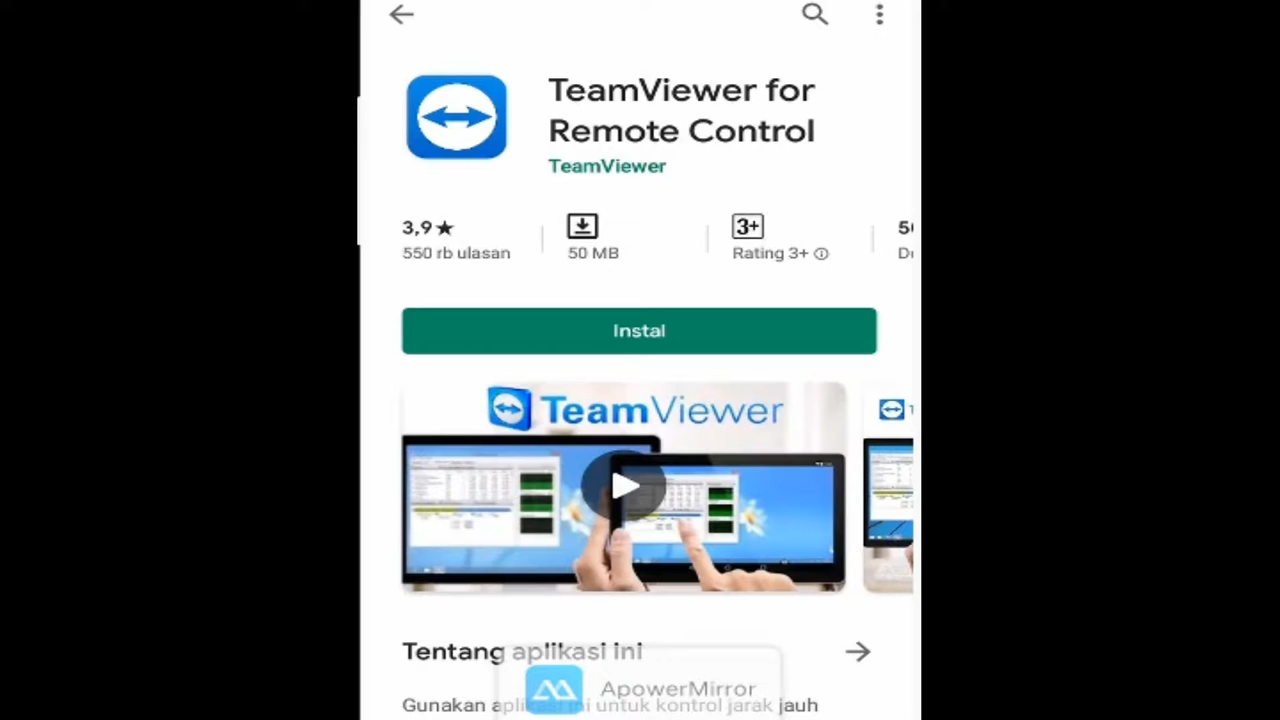 TeamViewer for
Remote Control
TeamViewer
3,9★
550 rb ulasan
50 MB
3+
Rating 3+
Instal
TeamViewer
Tentang aplikasi ini
Gunakan aplikasi ini untuk kontrol jarak jauh
ApowerMirror